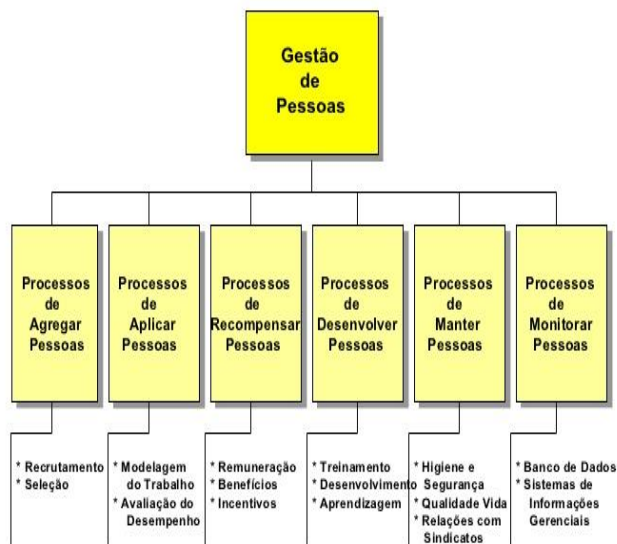 Gestão
de
Pessoas
Processos
de
Agregar
Pessoas
Processos
de
Aplicar
Pessoas
Processos
de
Recompensar
Pessoas
Processos
de
Desenvolver
Pessoas
Processos
de
Manter
Pessoas
Processos
de
Monitorar
Pessoas
* Recrutamento
* Seleção
* Modelagem
do Trabalho
* Avaliação do
Desempenho
* Remuneração
* Benefícios
* Incentivos
* Treinamento
* Desenvolvimento
* Aprendizagem
* Higiene e
Segurança
* Qualidade Vida
* Relações com
Sindicatos
* Banco de Dados
* Sistemas de
Informações
Gerenciais